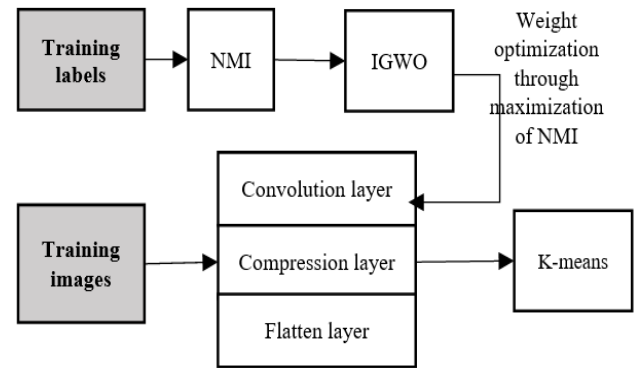 Training
labels
NMI
IGWO
Weight
optimization
through
maximization
of NMI
Convolution layer
Training
images
Compression layer
K-means
Flatten layer